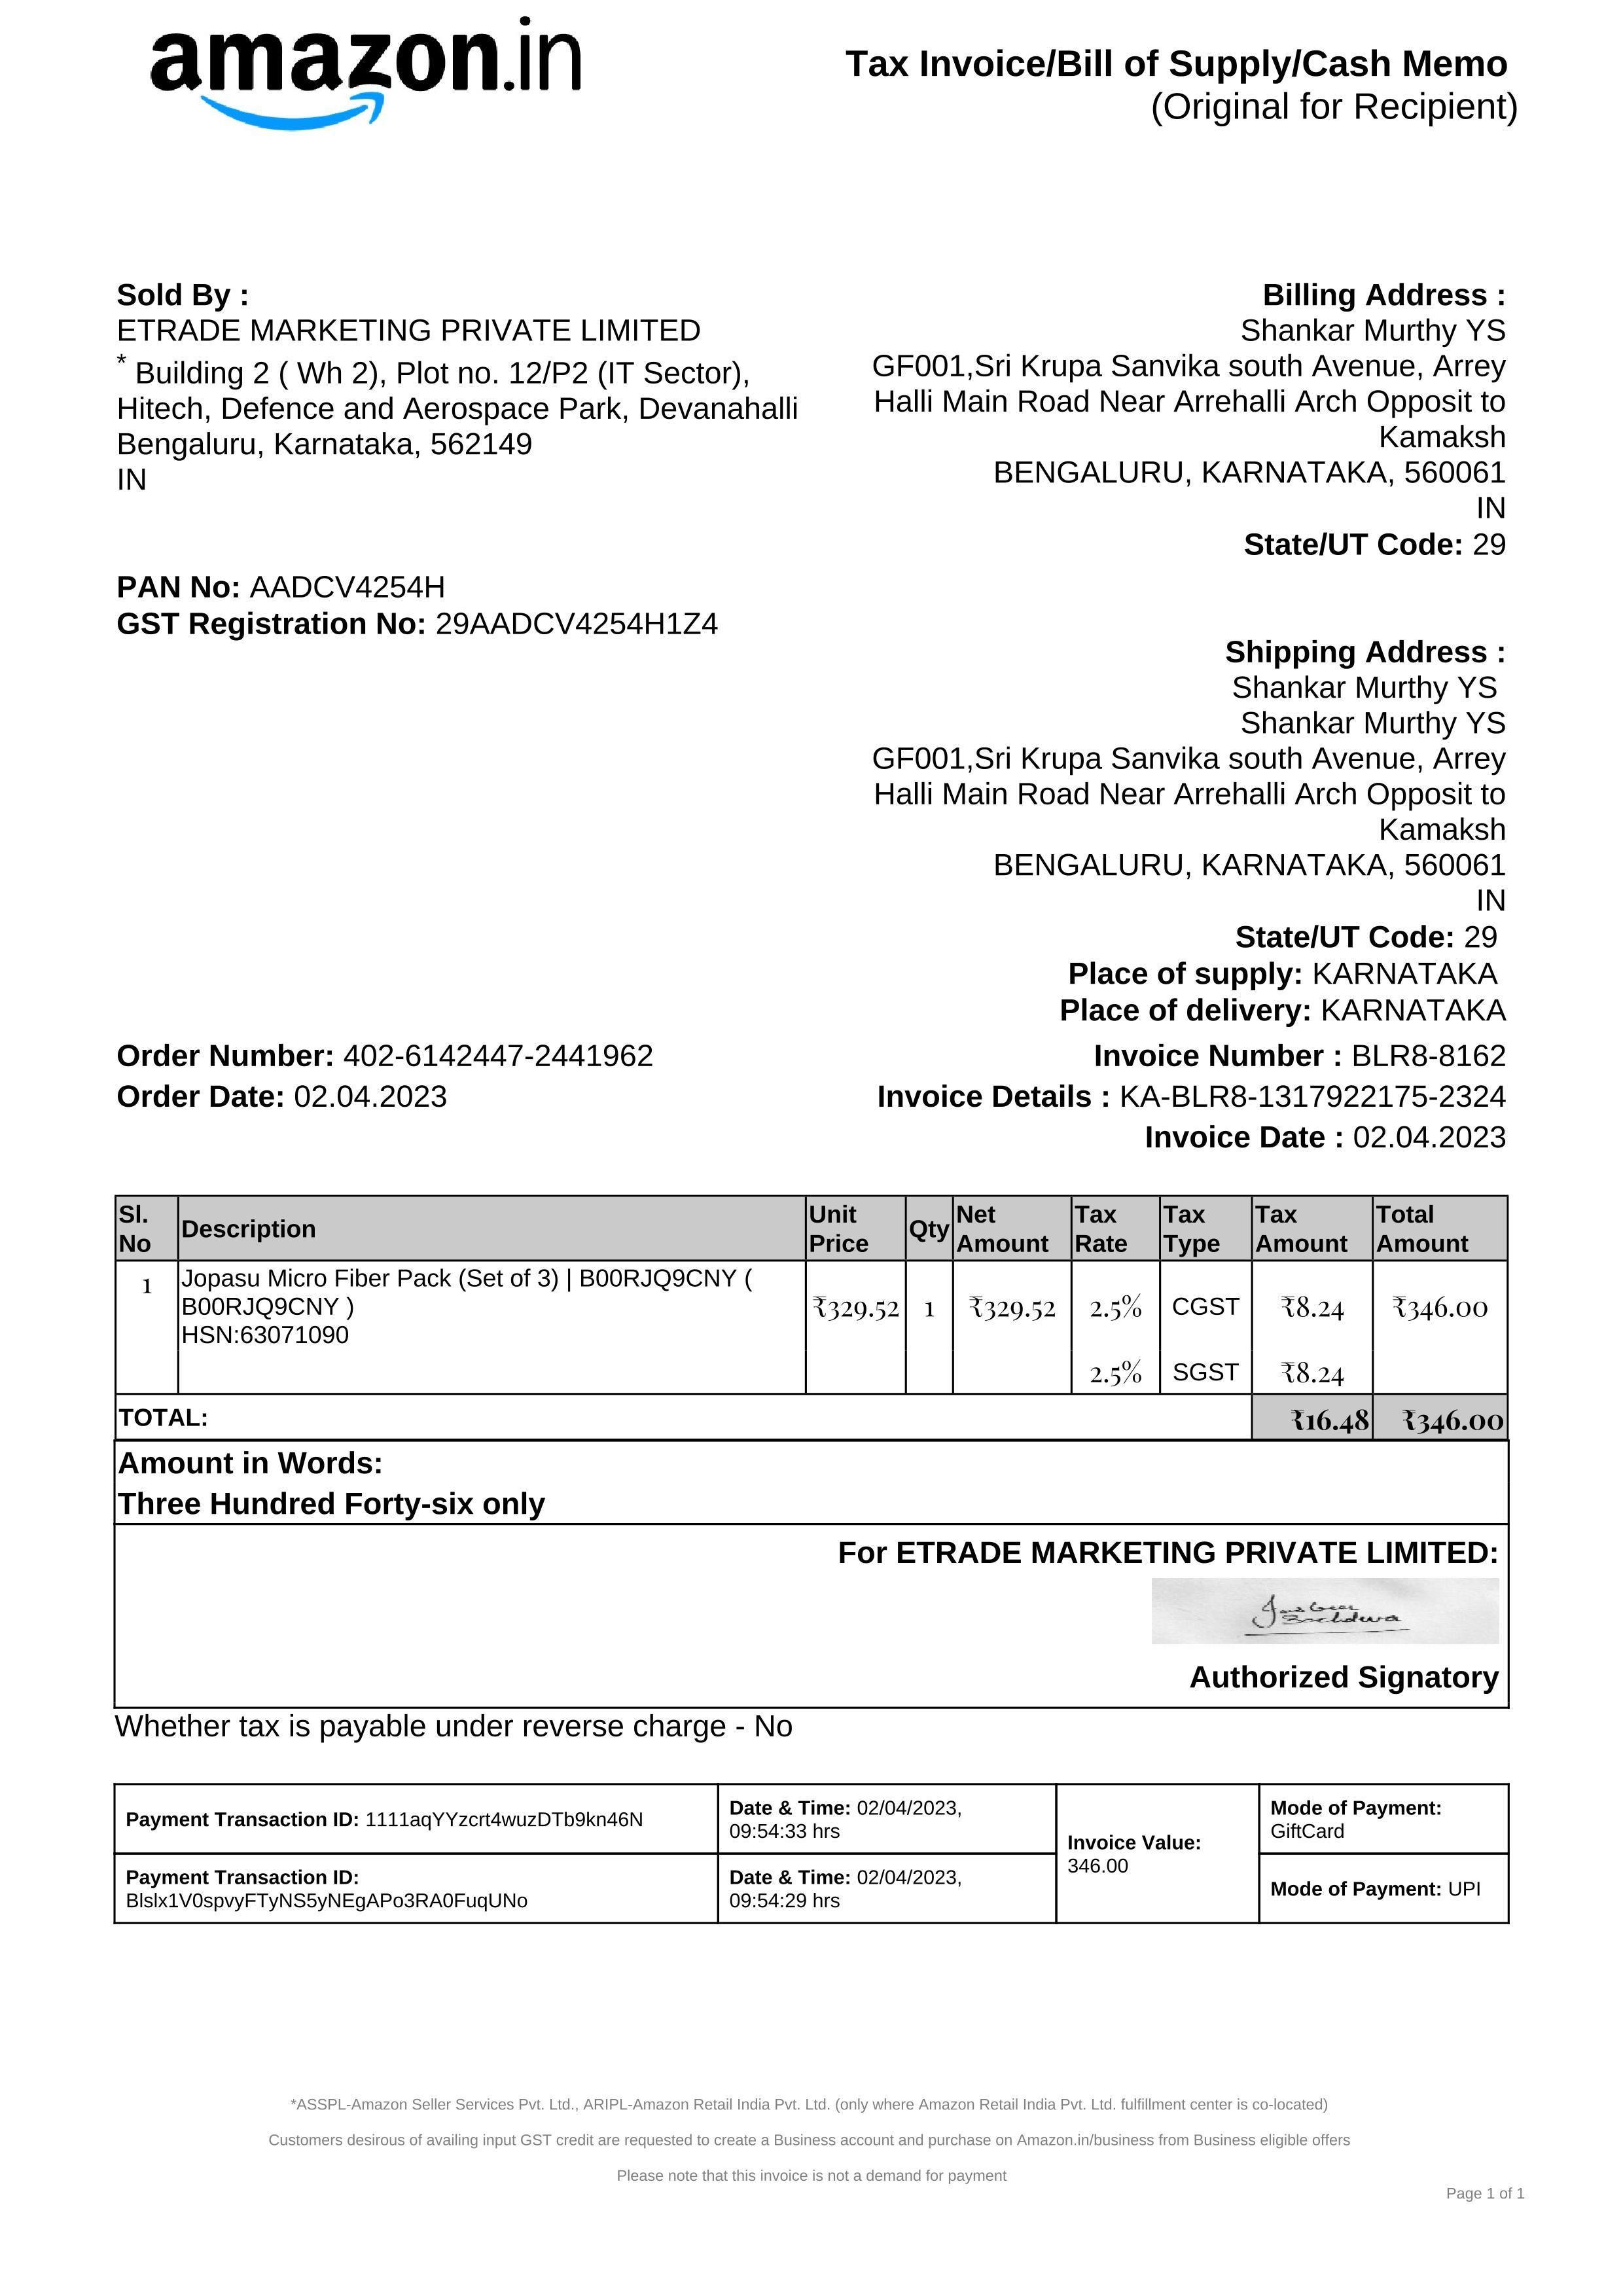 amazon.in
Tax Invoice/Bill of Supply/Cash Memo
(Original for Recipient)
Sold By :
ETRADE MARKETING PRIVATE LIMITED
* Building 2 ( Wh 2), Plot no. 12/P2 (IT Sector),
Hitech, Defence and Aerospace Park, Devanahalli
Bengaluru, Karnataka, 562149
IN
PAN No: AADCV4254H
GST Registration No: 29AADCV4254H1Z4
Billing Address :
Shankar Murthy YS
GF001,Sri Krupa Sanvika south Avenue, Arrey
Halli Main Road Near Arrehalli Arch Opposit to
Kamaksh
BENGALURU, KARNATAKA, 560061
IN
State/UT Code: 29
Shipping Address :
Shankar Murthy YS
Shankar Murthy YS
GF001,Sri Krupa Sanvika south Avenue, Arrey
Halli Main Road Near Arrehalli Arch Opposit to
Kamaksh
BENGALURU, KARNATAKA, 560061
IN
State/UT Code: 29
Place of supply: KARNATAKA
Place of delivery: KARNATAKA
Order Number: 402-6142447-2441962
Order Date: 02.04.2023
Invoice Number : BLR8-8162
Invoice Details : KA-BLR8-1317922175-2324
Invoice Date : 02.04.2023
Sl. No Description Unit Price Qty Net Amount Tax Rate Tax Type Tax Amount Total Amount
1 Jopasu Micro Fiber Pack (Set of 3) | B00RJQ9CNY (
B00RJQ9CNY ) ₹329.52 1 ₹329.52 2.5% CGST ₹8.24 ₹346.00
HSN:63071090
2.5% SGST ₹8.24
TOTAL: ₹16.48 ₹346.00
Amount in Words:
Three Hundred Forty-six only
For ETRADE MARKETING PRIVATE LIMITED:
Authorized Signatory
Whether tax is payable under reverse charge - No
Payment Transaction ID: 1111aqYYzcrt4wuzDTb9kn46N
Date & Time: 02/04/2023,
09:54:33 hrs
Invoice Value:
346.00
Mode of Payment:
GiftCard
Payment Transaction ID:
Blslx1V0spvyFTyNS5yNEgAPo3RA0FuqUNo
Date & Time: 02/04/2023,
09:54:29 hrs
Mode of Payment: UPI
*ASSPL-Amazon Seller Services Pvt. Ltd., ARIPL-Amazon Retail India Pvt. Ltd. (only where Amazon Retail India Pvt. Ltd. fulfillment center is co-located)
Customers desirous of availing input GST credit are requested to create a Business account and purchase on Amazon.in/business from Business eligible offers
Please note that this invoice is not a demand for payment
Page 1 of 1